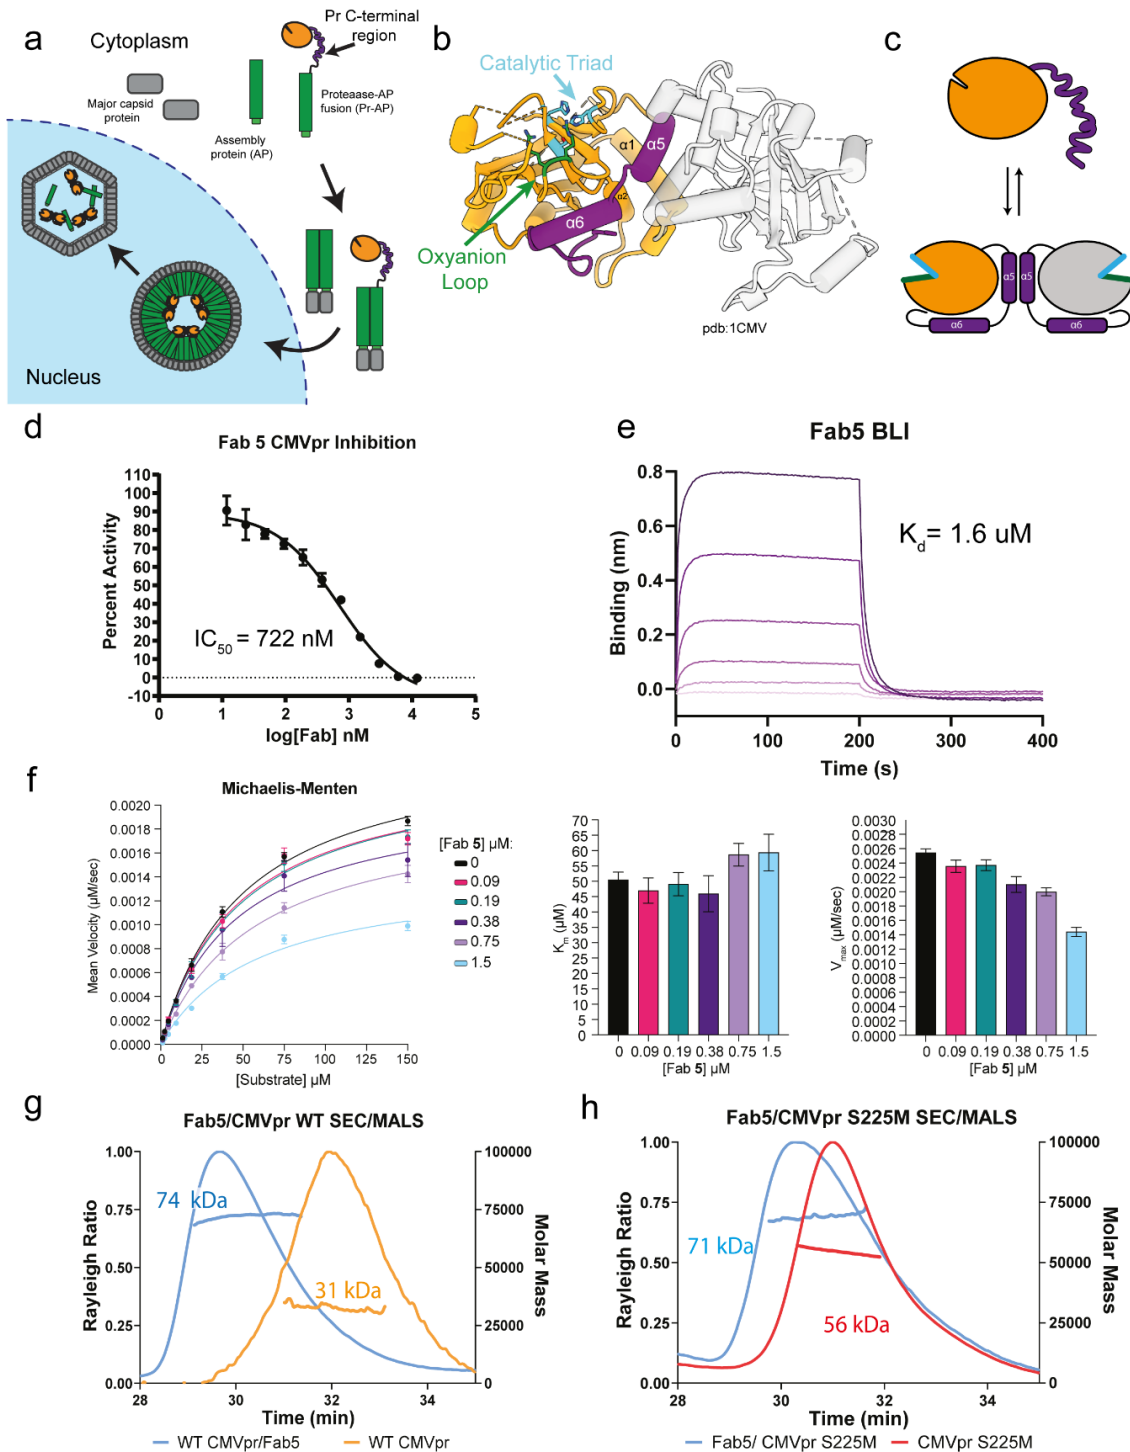 a
Cytoplasm
Pr C-terminal
region
Major capsid
protein
Assembly
protein (AP)
Proteaase-AP
fusion (Pr-AP)
Nucleus
b
Catalytic Triad
α1
α5
α2
α6
Oxyanion
Loop
pdb:1CMV
c
α5
α5
α6
α6
d
Fab 5 CMVpr Inhibition
Percent Activity
110
100
90
80
70
60
50
40
30
20
10
0
-10
IC50 = 722 nM
0
1
2
3
4
5
log[Fab] nM
e
Fab5 BLI
Binding (nm)
0.8
0.6
0.4
0.2
0.0
Kd= 1.6 uM
0
100
200
300
400
Time (s)
f
Michaelis-Menten
Mean Velocity (µM/sec)
0.0020
0.0018
0.0016
0.0014
0.0012
0.0010
0.0008
0.0006
0.0004
0.0002
0.0000
0
25
50
75
100
125
150
[Substrate] µM
[Fab 5] µM:
0
0.09
0.19
0.38
0.75
1.5
Km (µM)
70
65
60
55
50
45
40
35
30
25
20
15
10
5
0
0 0.09 0.19 0.38 0.75 1.5
[Fab 5] µM
Vmax (µM/sec)
0.0030
0.0028
0.0026
0.0024
0.0022
0.0020
0.0018
0.0016
0.0014
0.0012
0.0010
0.0008
0.0006
0.0004
0.0002
0.0000
0 0.09 0.19 0.38 0.75 1.5
[Fab 5] µM
g
Fab5/CMVpr WT SEC/MALS
Rayleigh Ratio
1.00
0.75
0.50
0.25
0.00
74 kDa
31 kDa
100000
75000
50000
25000
0
Molar Mass
28
30
32
34
Time (min)
WT CMVpr/Fab5
WT CMVpr
h
Fab5/CMVpr S225M SEC/MALS
Rayleigh Ratio
1.00
0.75
0.50
0.25
0.00
71 kDa
56 kDa
100000
75000
50000
25000
0
Molar Mass
28
30
32
34
Time (min)
Fab5/ CMVpr S225M
CMVpr S225M